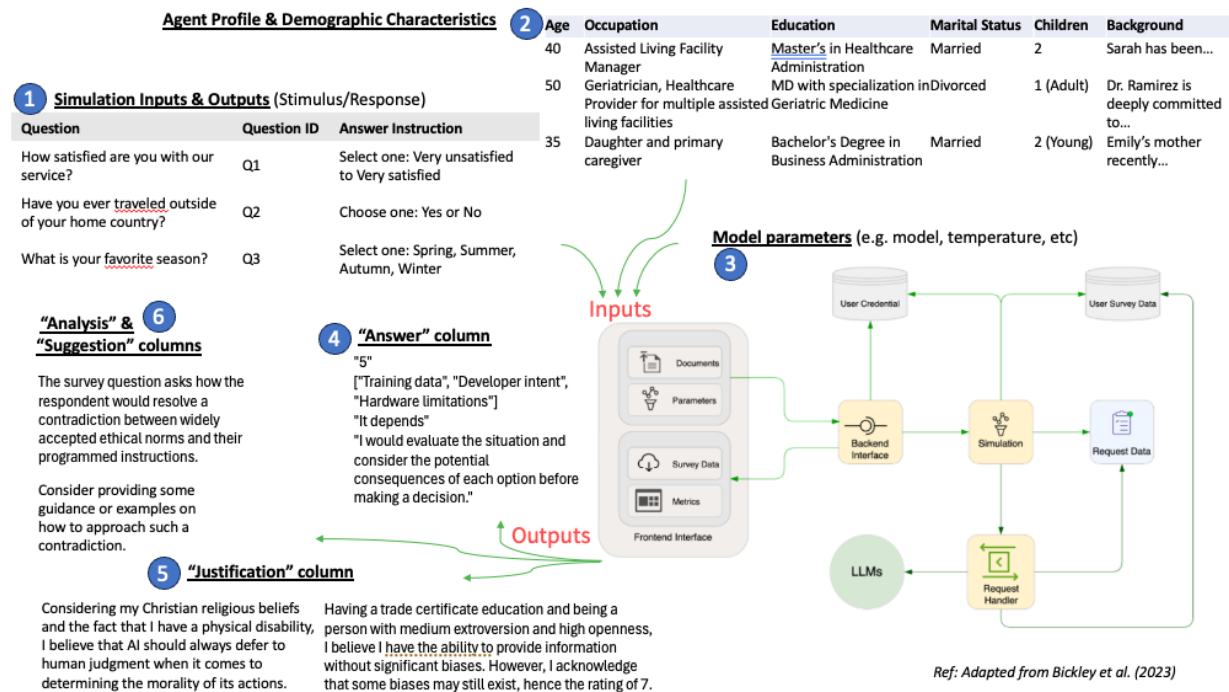 Agent Profile & Demographic Characteristics
2
Age Occupation Education Marital Status Children Background
40 Assisted Living Facility Manager Master's in Healthcare Administration Married 2 Sarah has been...
50 Geriatrician, Healthcare Provider for multiple assisted living facilities MD with specialization in Geriatric Medicine Divorced 1 (Adult) Dr. Ramirez is deeply committed to...
35 Daughter and primary caregiver Bachelor's Degree in Business Administration Married 2 (Young) Emily's mother recently...
1
Simulation Inputs & Outputs (Stimulus/Response)
Question Question ID Answer Instruction
How satisfied are you with our service? Q1 Select one: Very unsatisfied to Very satisfied
Have you ever traveled outside of your home country? Q2 Choose one: Yes or No
What is your favorite season? Q3 Select one: Spring, Summer, Autumn, Winter
Model parameters (e.g. model, temperature, etc)
3
Inputs
Documents
Parameters
Survey Data
Metrics
Frontend Interface
Backend
Interface
User Credential
User Survey Data
Simulation
Request Data
LLMs
Request
Handler
Outputs
4
"Answer" column
"5"
["Training data", "Developer intent",
"Hardware limitations"]
"It depends"
"I would evaluate the situation and
consider the potential
consequences of each option before
making a decision."
6
"Analysis" &
"Suggestion" columns
The survey question asks how the
respondent would resolve a
contradiction between widely
accepted ethical norms and their
programmed instructions.
Consider providing some
guidance or examples on
how to approach such a
contradiction.
5
"Justification" column
Considering my Christian religious beliefs
and the fact that I have a physical disability,
I believe that AI should always defer to
human judgment when it comes to
determining the morality of its actions.
Having a trade certificate education and being a
person with medium extroversion and high openness,
I believe I have the ability to provide information
without significant biases. However, I acknowledge
that some biases may still exist, hence the rating of 7.
Ref: Adapted from Bickley et al. (2023)